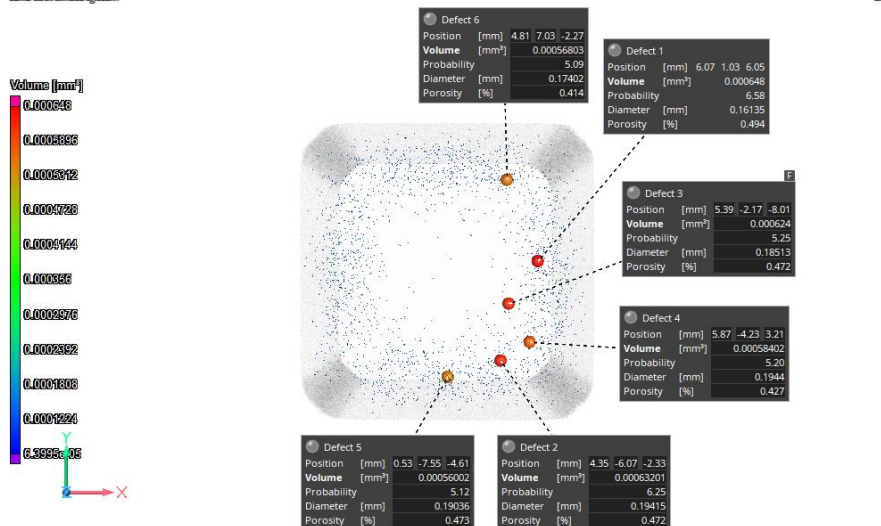 Defect 6
Position [mm] 4.81 7.03 -2.27
Volume [mm³] 0.00056803
Probability 5.09
Diameter [mm] 0.17402
Porosity [%] 0.414
Defect 1
Position [mm] 6.07 1.03 6.05
Volume [mm³] 0.000648
Probability 6.58
Diameter [mm] 0.16135
Porosity [%] 0.494
Volume [mm³]
0.000648
0.0005896
0.0005312
0.0004728
0.0004144
0.000356
0.0002976
0.0002392
0.0001808
0.0001224
6.3995e-05
F
Defect 3
Position [mm] 5.39 -2.17 -8.01
Volume [mm³] 0.000624
Probability 5.25
Diameter [mm] 0.18513
Porosity [%] 0.472
Defect 4
Position [mm] 5.87 -4.23 3.21
Volume [mm³] 0.00058402
Probability 5.20
Diameter [mm] 0.1944
Porosity [%] 0.427
Defect 5
Position [mm] 0.53 -7.55 -4.61
Volume [mm³] 0.00056002
Probability 5.12
Diameter [mm] 0.19036
Porosity [%] 0.473
Defect 2
Position [mm] 4.35 -6.07 -2.33
Volume [mm³] 0.00063201
Probability 6.25
Diameter [mm] 0.19415
Porosity [%] 0.472
Y
X